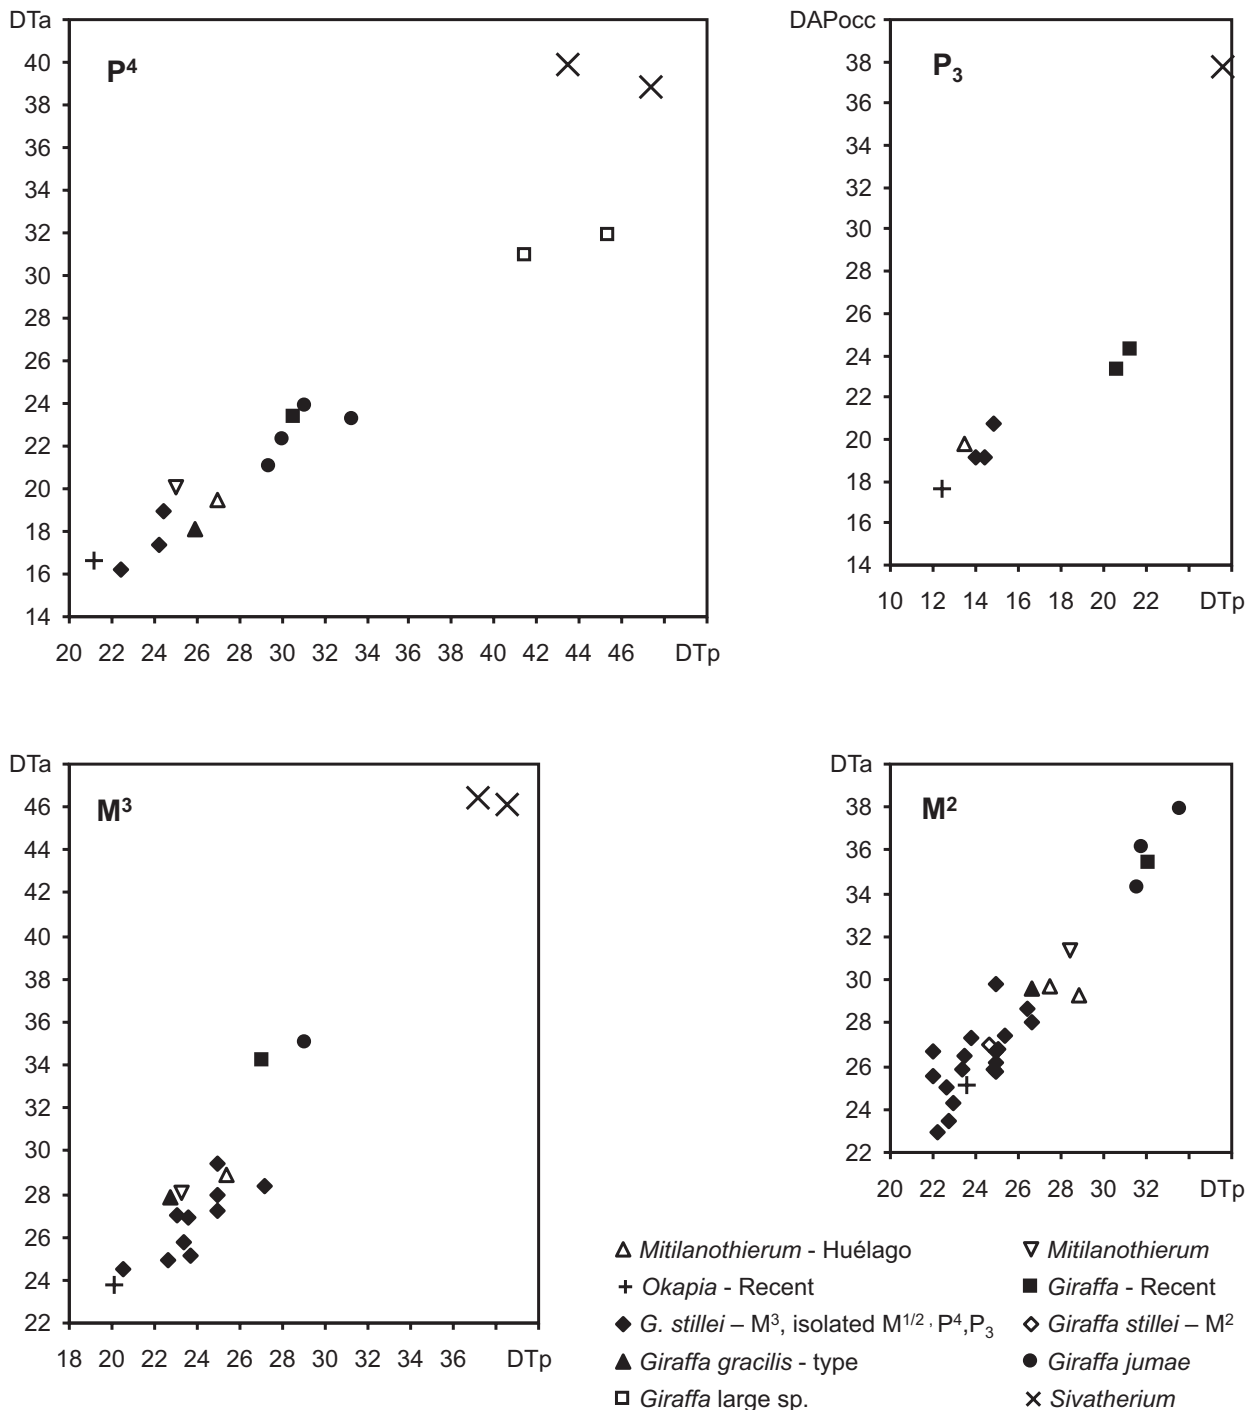 DTa
P⁴
40
38
36
34
32
30
28
26
24
22
20
18
16
14
20 22 24 26 28 30 32 34 36 38 40 42 44 46 DTp
DAPocc
P₃
38
36
34
32
30
28
26
24
22
20
18
16
14
10 12 14 16 18 20 22 DTp
DTa
M³
46
44
42
40
38
36
34
32
30
28
26
24
22
18 20 22 24 26 28 30 32 34 36 DTp
DTa
M²
38
36
34
32
30
28
26
24
22
20 22 24 26 28 30 32 DTp
Mitilanothierum - Huélago
Okapia - Recent
G. stillei – M³, isolated M¹/², P⁴,P₃
Giraffa gracilis - type
Giraffa large sp.
Mitilanothierum
Giraffa - Recent
Giraffa stillei – M²
Giraffa jumae
Sivatherium